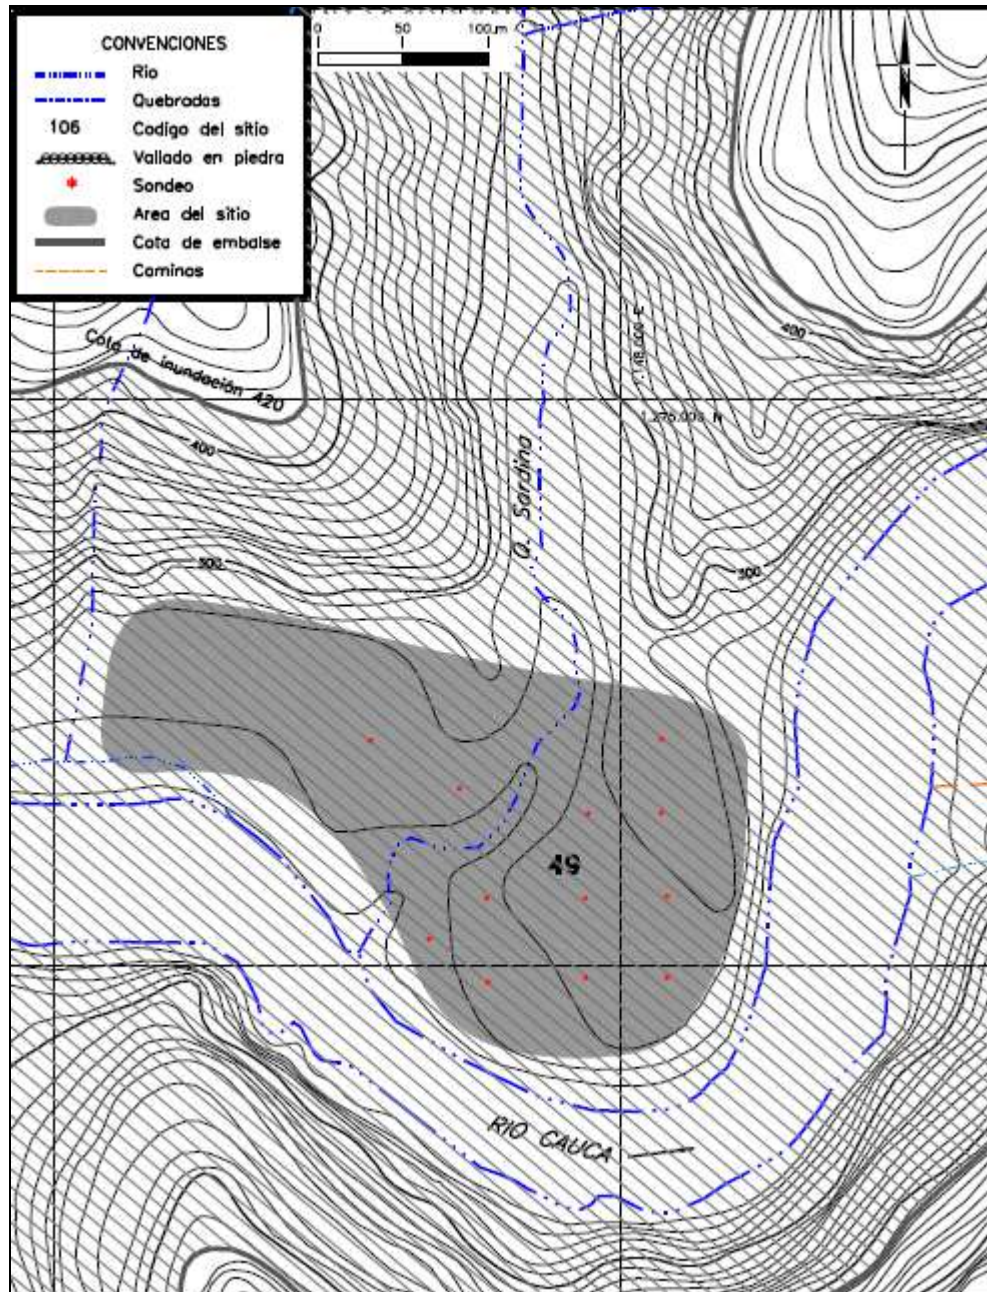 CONVENCIONES
Rio
Quebradas
106 Codigo del sitio
Vallado en piedra
Sondeo
Area del sitio
Cota de embalse
Caminos
0 50 100 m
Cota de inundación 420
400
400
300
300
Q. Sardina
49
RIO CAUCA